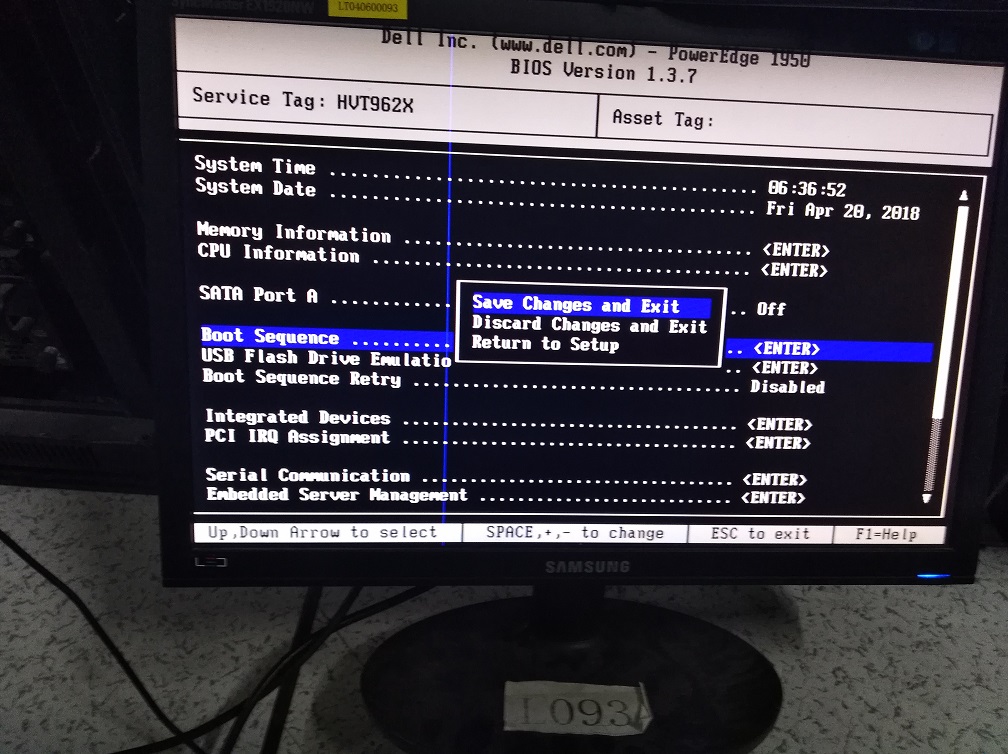 SyncMaster EX1920NW
LT040600093
Dell Inc. (www.dell.com) - PowerEdge 1950
BIOS Version 1.3.7
Service Tag: HVT962X
Asset Tag:
System Time ........................................................ 06:36:52
System Date ........................................................ Fri Apr 20, 2018
Memory Information ............................................. <ENTER>
CPU Information ................................................. <ENTER>
SATA Port A ............ .. Off
Save Changes and Exit
Discard Changes and Exit
Return to Setup
Boot Sequence .......... .. <ENTER>
USB Flash Drive Emulatio .. <ENTER>
Boot Sequence Retry .......................................... Disabled
Integrated Devices ........................................... <ENTER>
PCI IRQ Assignment ........................................... <ENTER>
Serial Communication ........................................ <ENTER>
Embedded Server Management ................................ <ENTER>
Up,Down Arrow to select
SPACE,+,- to change
ESC to exit
F1=Help
SAMSUNG
L093